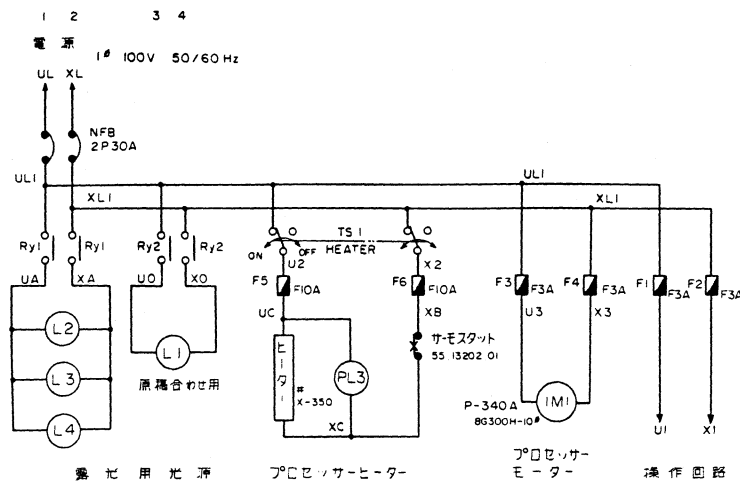 1 2 3 4
電 源
1ø 100V 50/60 Hz
UL XL
NFB
2P30A
UL1 UL1
XL1 XL1
Ry1 Ry1 Ry2 Ry2
TS1
HEATER
ON OFF
UA XA UO XO
U2 X2
F5 F10A F6 F10A F3 F3A F4 F3A F1 F3A F2 F3A
UC XB U3 X3
L2
L1
L3
L4
原稿合わせ用
ヒーター
#
X-350
PL3
サーモスタット
55.13202.01
XC
P-340A
8G300H-10ø
IM1
U1 X1
露光用光源
プロセッサーヒーター
プロセッサー
モーター
操作回路